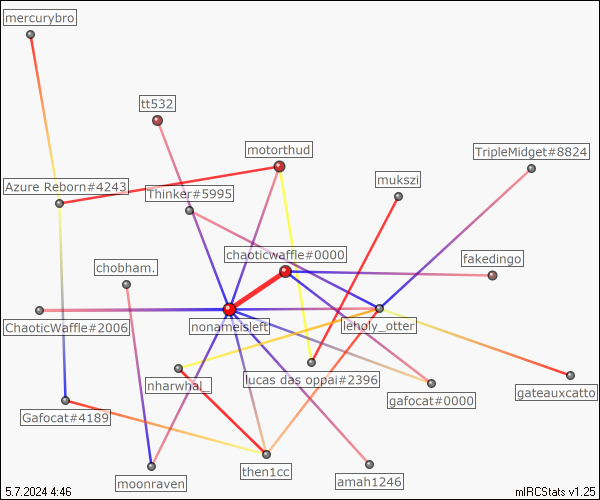 mercurybro
tt532
motorthud
TripleMidget#8824
mukszi
Azure Reborn#4243
Thinker#5995
chaoticwaffle#0000
fakedingo
chobham.
ChaoticWaffle#2006
nonameisleft
leholy_otter
nharwhal_
lucas das oppai#2396
gafocat#0000
gateauxcatto
Gafocat#4189
then1cc
moonraven
amah1246
5.7.2024 4:46
mIRCStats v1.25